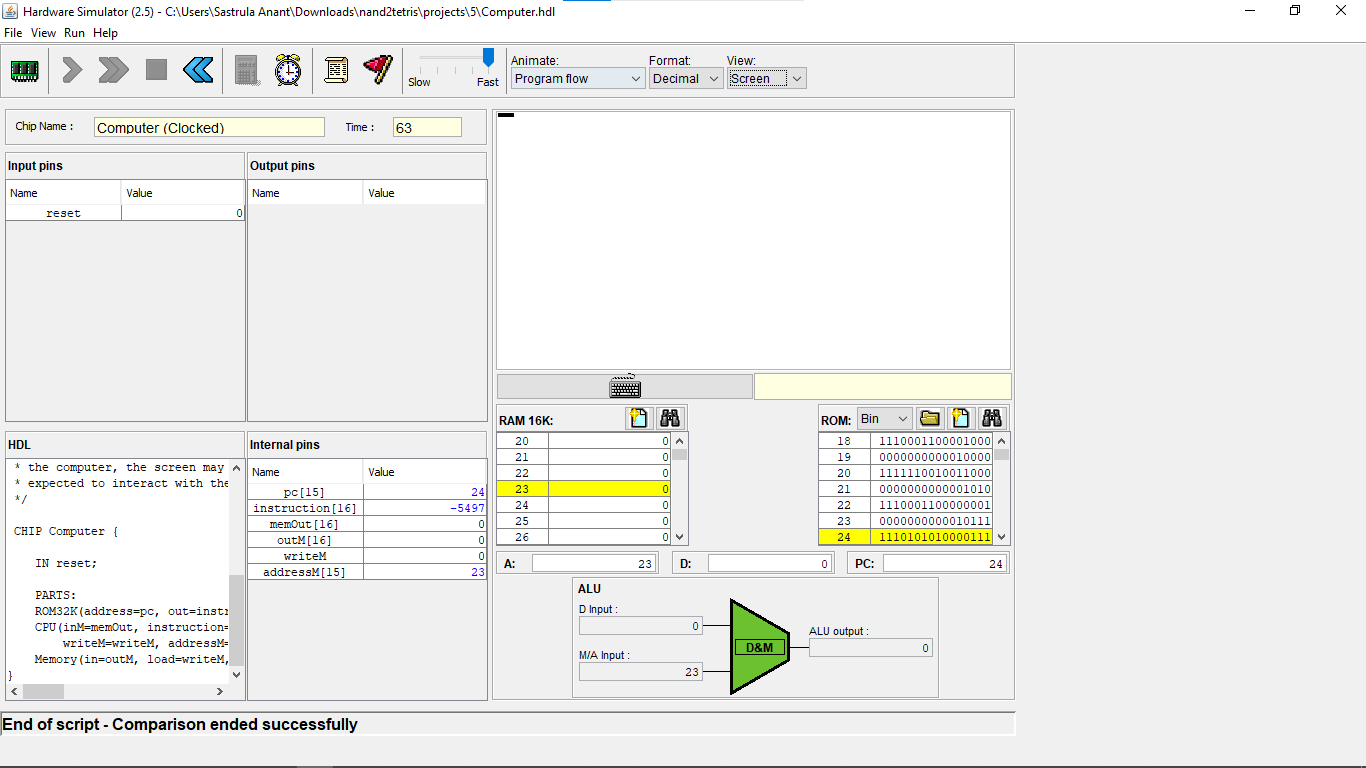 Hardware Simulator (2.5) - C:\Users\Sastrula Anant\Downloads\nand2tetris\projects\5\Computer.hdl
File View Run Help
Slow Fast
Animate: Format: View:
Program flow Decimal Screen
Chip Name : Computer (Clocked) Time : 63
Input pins
Name Value
reset 0
Output pins
Name Value
HDL
* the computer, the screen may
* expected to interact with the
*/
CHIP Computer {
IN reset;
PARTS:
ROM32K(address=pc, out=instr
CPU(inM=memOut, instruction=
writeM=writeM, addressM=
Memory(in=outM, load=writeM,
}
Internal pins
Name Value
pc[15] 24
instruction[16] -5497
memOut[16] 0
outM[16] 0
writeM 0
addressM[15] 23
RAM 16K:
20 0
21 0
22 0
23 0
24 0
25 0
26 0
ROM: Bin
18 1110001100001000
19 0000000000010000
20 1111110010011000
21 0000000000001010
22 1110001100000001
23 0000000000010111
24 1110101010000111
A: 23 D: 0 PC: 24
ALU
D Input : 0
M/A Input : 23
D&M
ALU output : 0
End of script - Comparison ended successfully